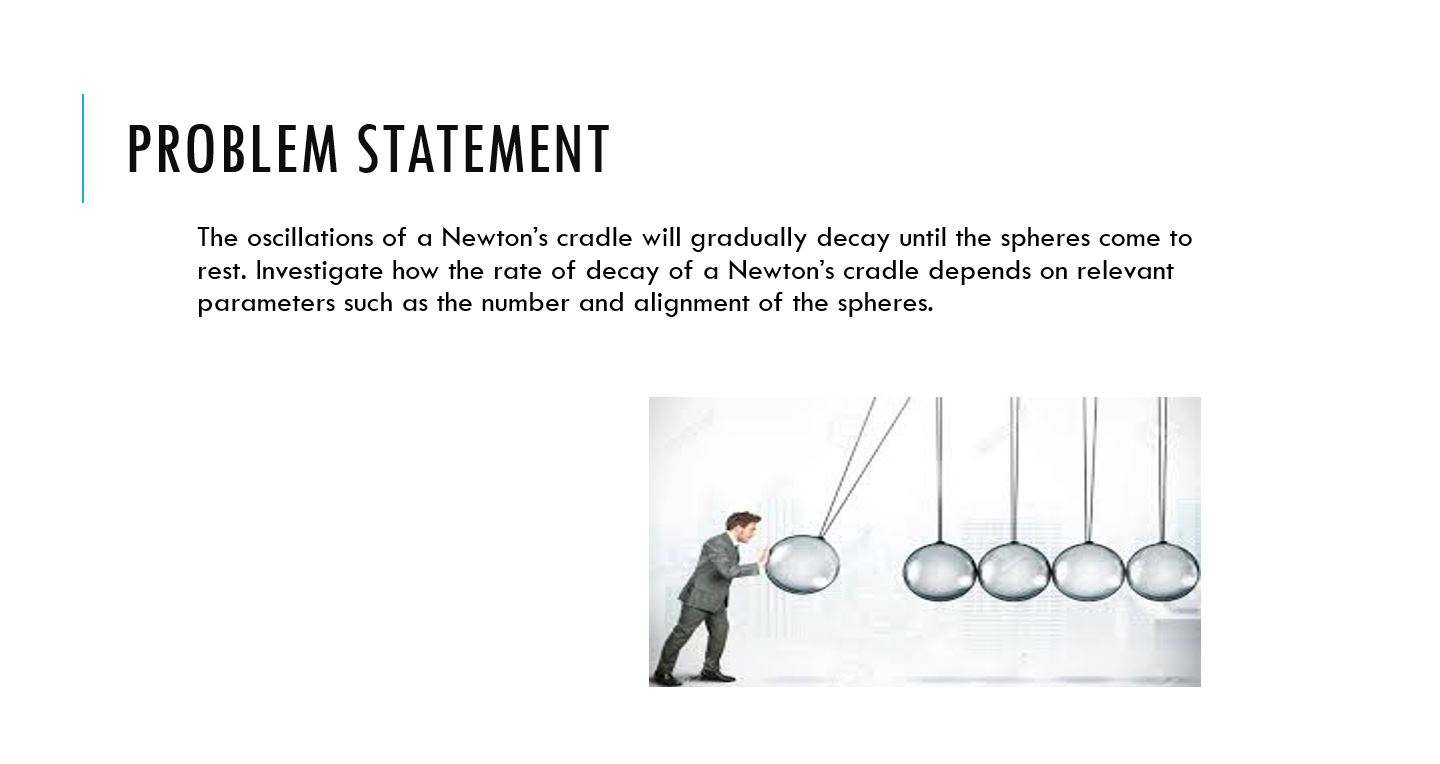 PROBLEM STATEMENT
The oscillations of a Newton’s cradle will gradually decay until the spheres come to
rest. Investigate how the rate of decay of a Newton’s cradle depends on relevant
parameters such as the number and alignment of the spheres.